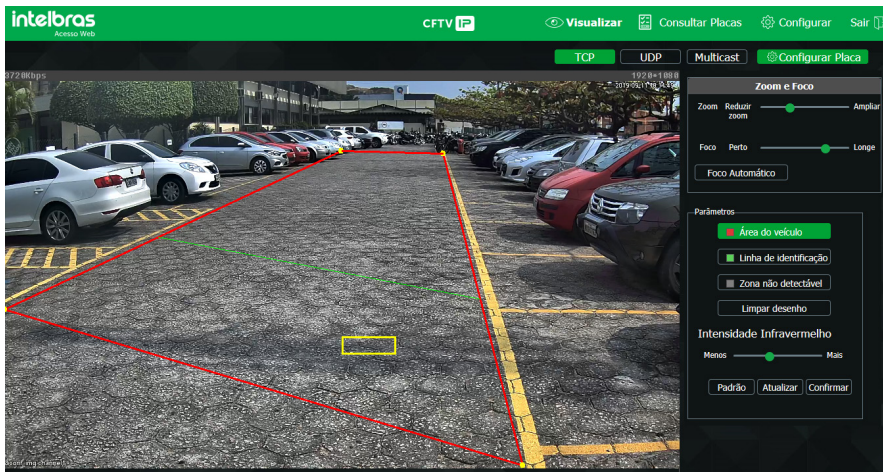 intelbras
Acesso Web
CFTV IP
Visualizar
Consultar Placas
Configurar
Sair
TCP
UDP
Multicast
Configurar Placa
3720Kbps
1920*1080
Zoom e Foco
Zoom Reduzir zoom Ampliar
Foco Perto Longe
Foco Automático
Parâmetros
Área do veículo
Linha de identificação
Zona não detectável
Limpar desenho
Intensidade Infravermelho
Menos Mais
Padrão Atualizar Confirmar